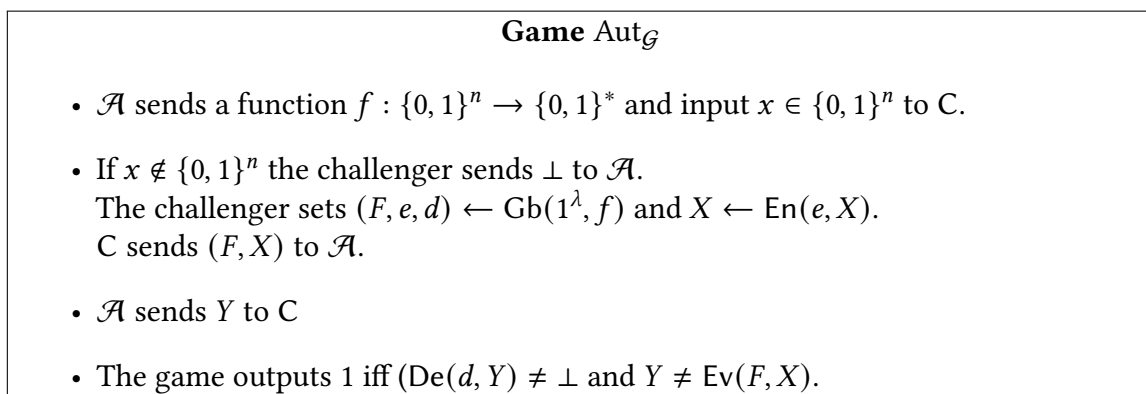 Game Aut𝒢
• 𝒜 sends a function f : {0, 1}ⁿ → {0, 1}* and input x ∈ {0, 1}ⁿ to C.
• If x ∉ {0, 1}ⁿ the challenger sends ⊥ to 𝒜.
The challenger sets (F, e, d) ← Gb(1^λ, f) and X ← En(e, X).
C sends (F, X) to 𝒜.
• 𝒜 sends Y to C
• The game outputs 1 iff (De(d, Y) ≠ ⊥ and Y ≠ Ev(F, X).